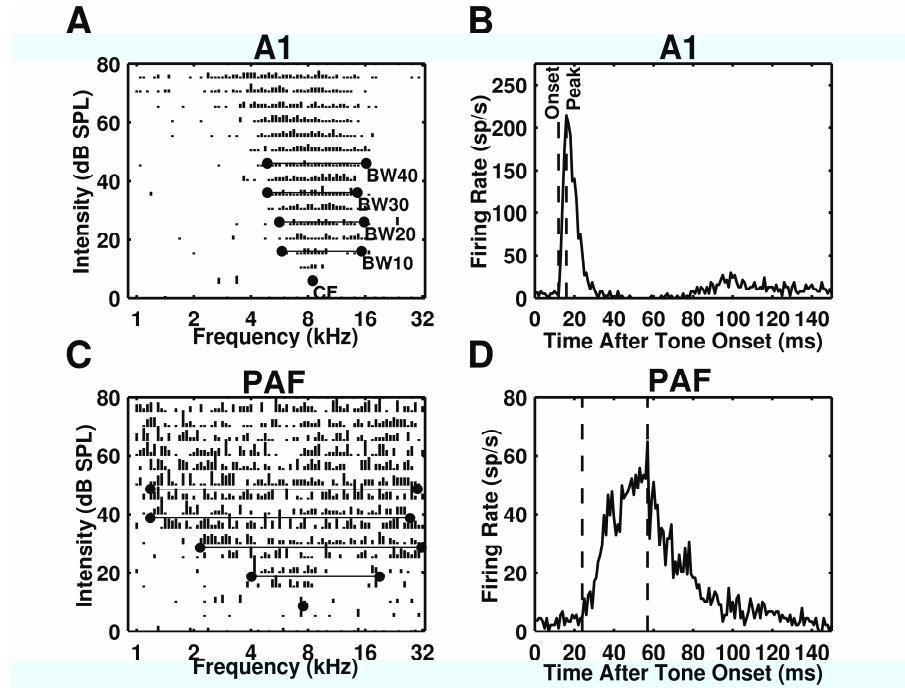 A
A1
80
60
40
20
0
Intensity (dB SPL)
BW40
BW30
BW20
BW10
CF
1 2 4 8 16 32
Frequency (kHz)
B
A1
250
200
150
100
50
0
Firing Rate (sp/s)
Onset
Peak
0 20 40 60 80 100 120 140
Time After Tone Onset (ms)
C
PAF
80
60
40
20
0
Intensity (dB SPL)
1 2 4 8 16 32
Frequency (kHz)
D
PAF
80
60
40
20
0
Firing Rate (sp/s)
0 20 40 60 80 100 120 140
Time After Tone Onset (ms)